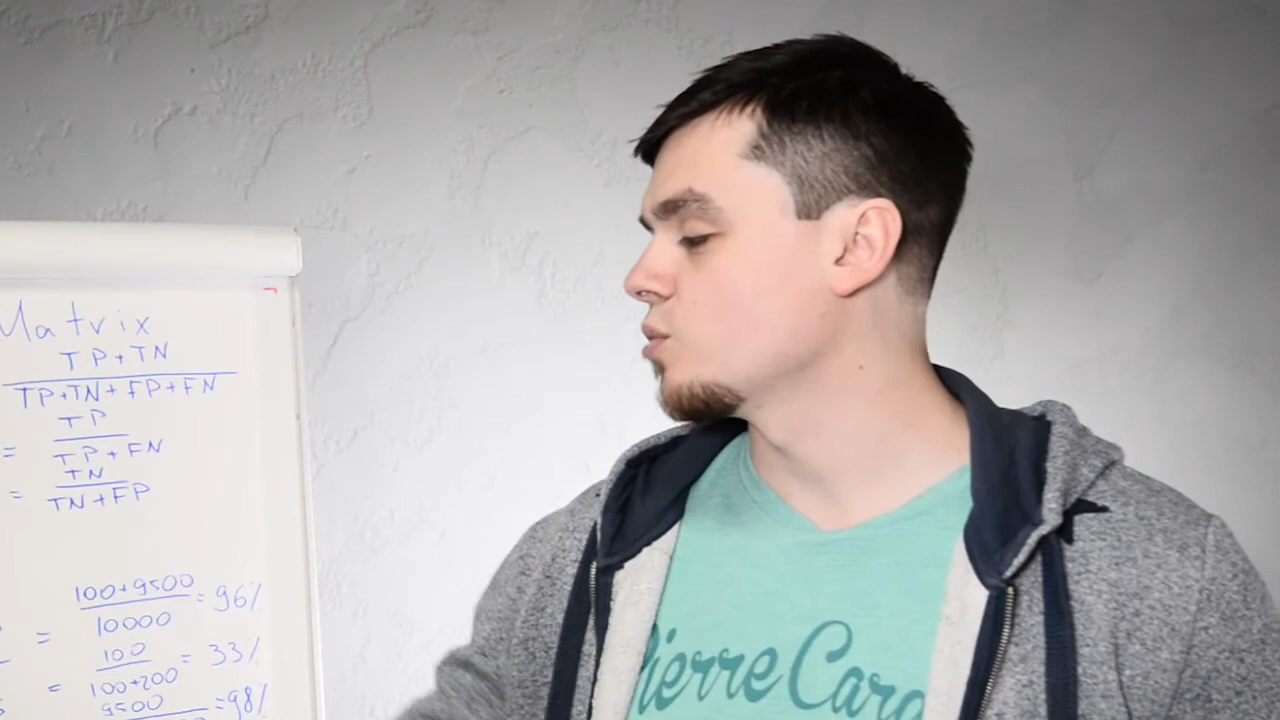 Matrix
TP+TN
TP+TN+FP+FN
TP
= TP+FN
TN
= TN+FP
100+9500
= 10000 = 96%
100
= 100+200 = 33%
9500
=98%
ierre Card